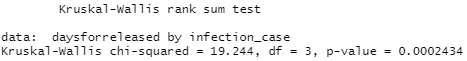 Kruskal-Wallis rank sum test
data:  daysforreleased by infection_case
Kruskal-Wallis chi-squared = 19.244, df = 3, p-value = 0.0002434